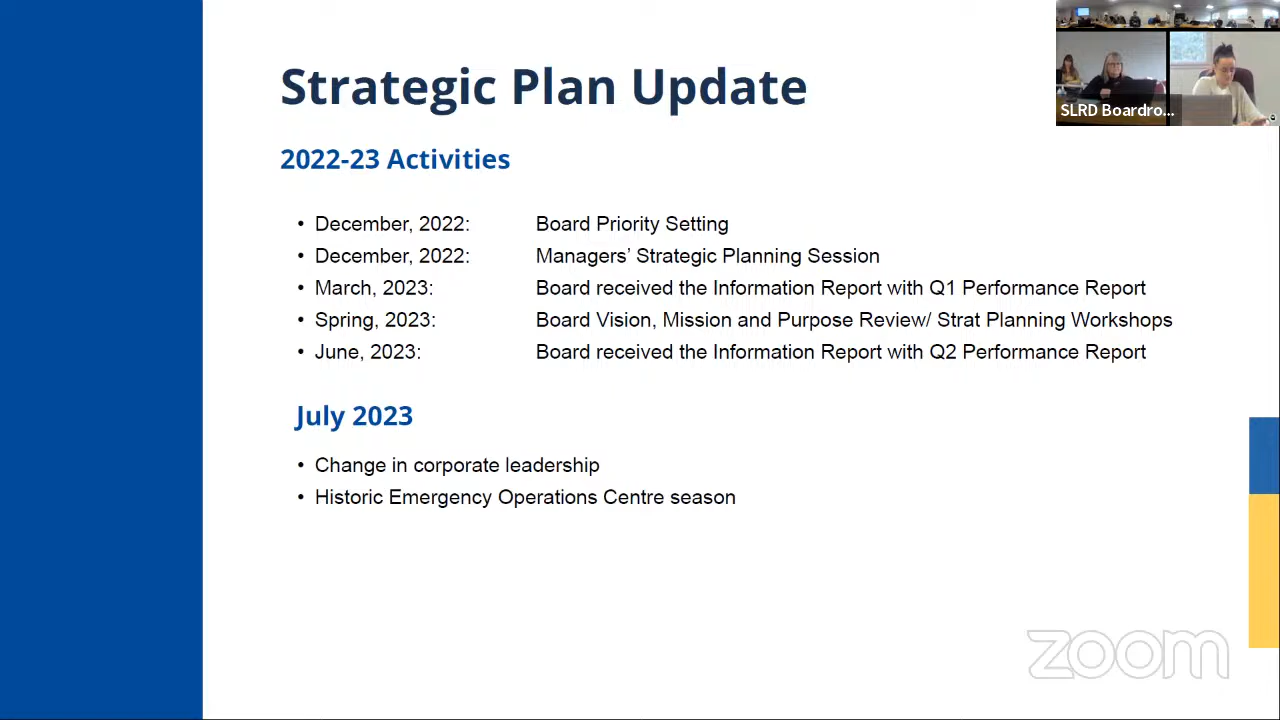 Strategic Plan Update
2022-23 Activities
• December, 2022: Board Priority Setting
• December, 2022: Managers’ Strategic Planning Session
• March, 2023: Board received the Information Report with Q1 Performance Report
• Spring, 2023: Board Vision, Mission and Purpose Review/ Strat Planning Workshops
• June, 2023: Board received the Information Report with Q2 Performance Report
July 2023
• Change in corporate leadership
• Historic Emergency Operations Centre season
SLRD Boardro...
zoom